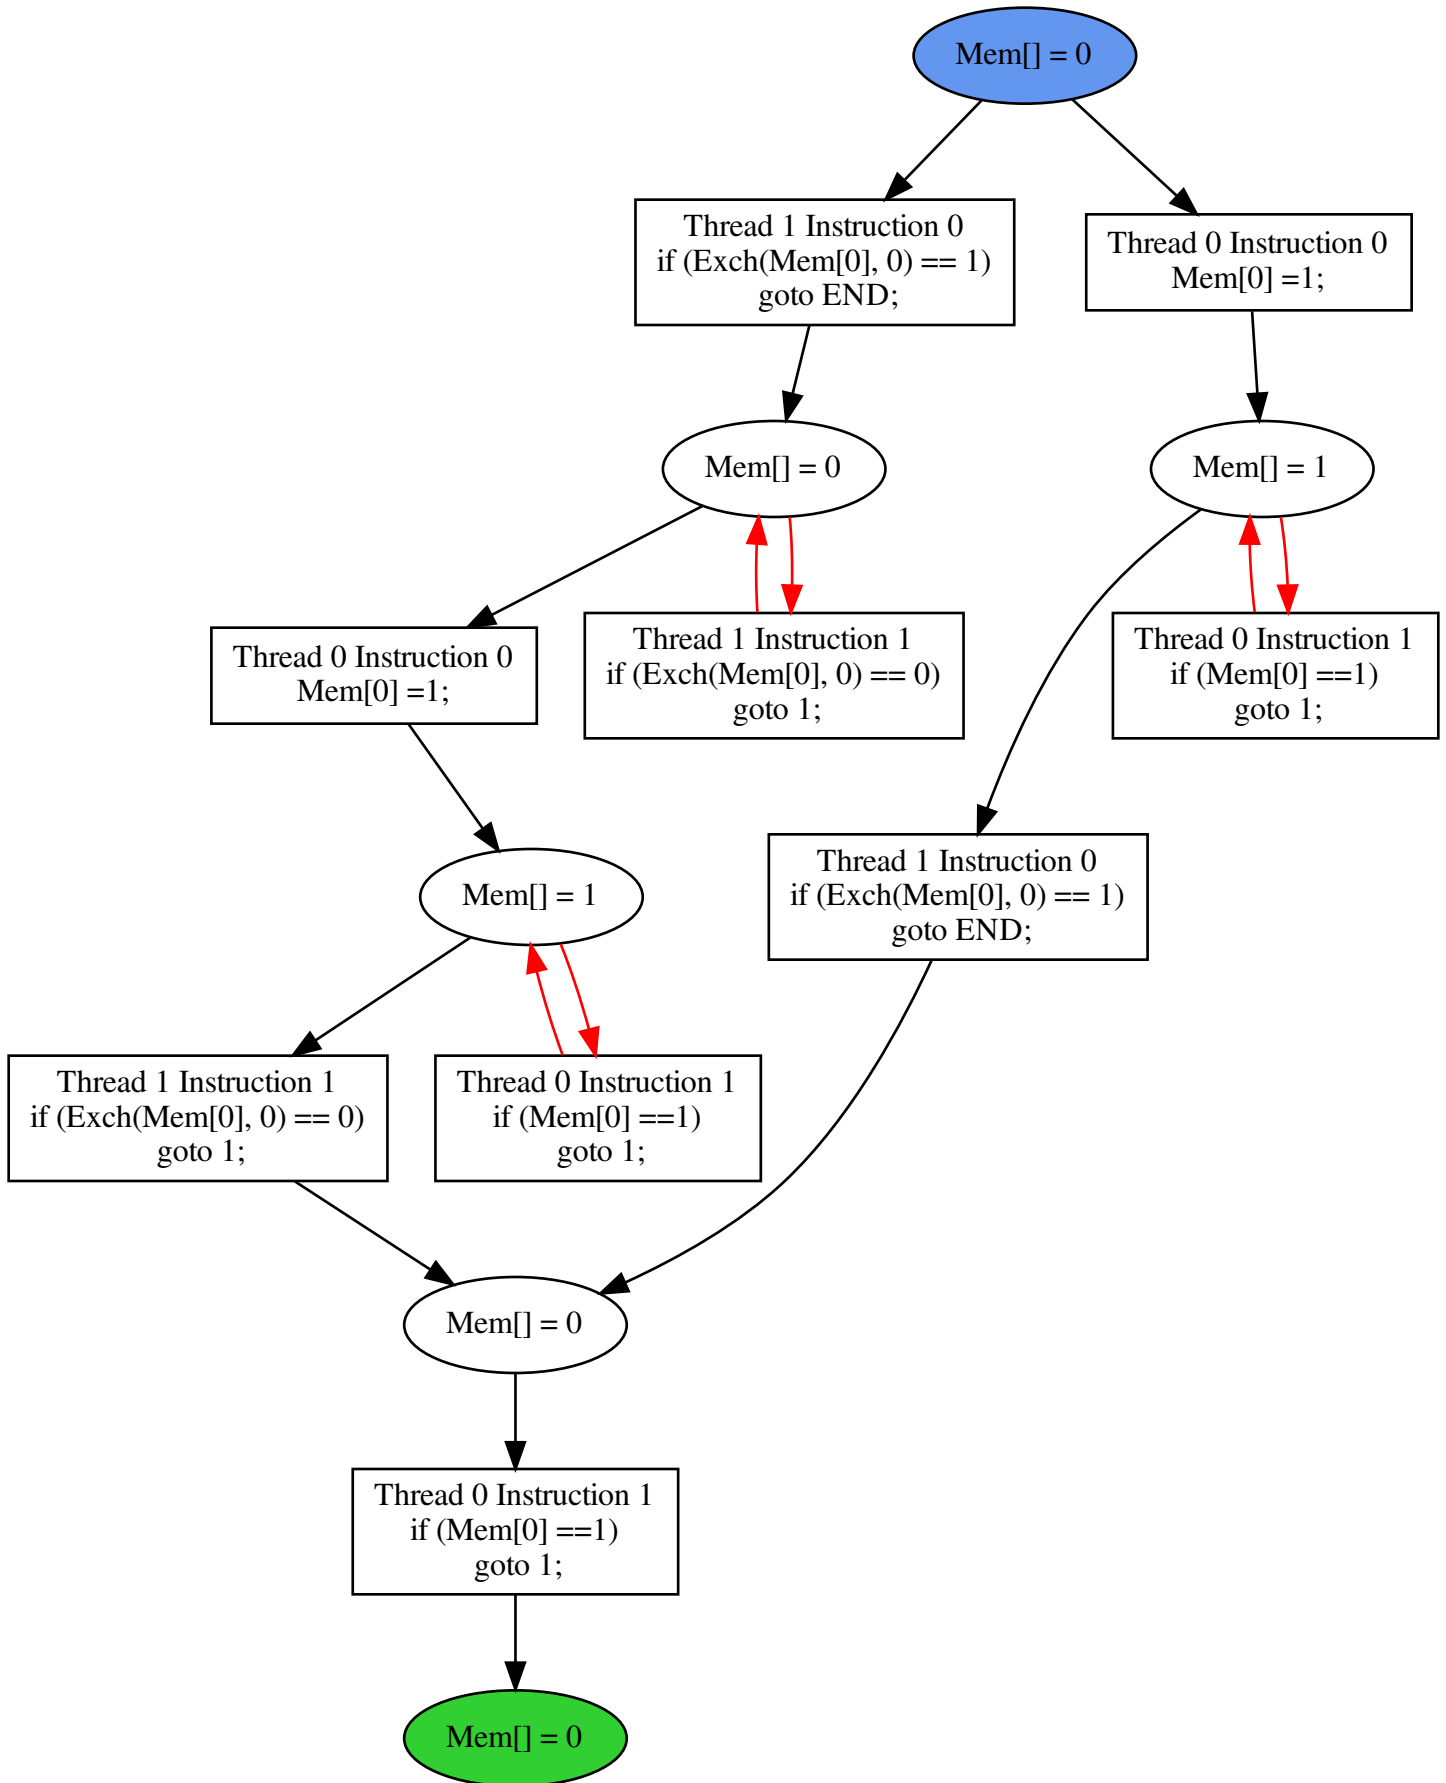 Mem[] = 0
Thread 1 Instruction 0
if (Exch(Mem[0], 0) == 1)
goto END;
Thread 0 Instruction 0
Mem[0] =1;
Mem[] = 0
Mem[] = 1
Thread 0 Instruction 0
Mem[0] =1;
Thread 1 Instruction 1
if (Exch(Mem[0], 0) == 0)
goto 1;
Thread 0 Instruction 1
if (Mem[0] ==1)
goto 1;
Mem[] = 1
Thread 1 Instruction 0
if (Exch(Mem[0], 0) == 1)
goto END;
Thread 1 Instruction 1
if (Exch(Mem[0], 0) == 0)
goto 1;
Thread 0 Instruction 1
if (Mem[0] ==1)
goto 1;
Mem[] = 0
Thread 0 Instruction 1
if (Mem[0] ==1)
goto 1;
Mem[] = 0